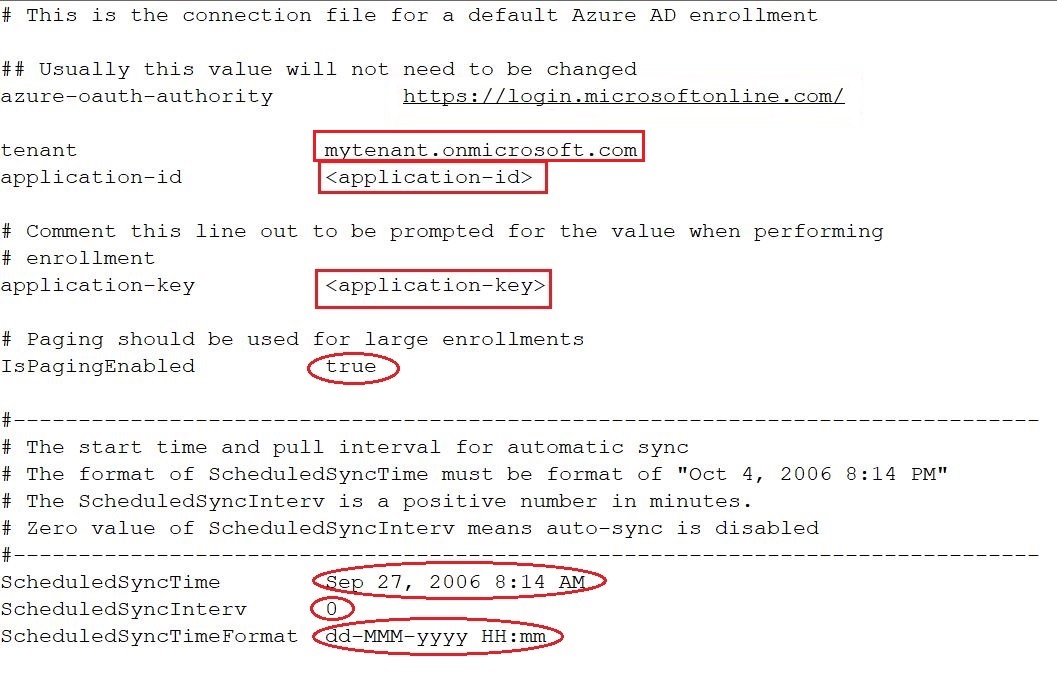 # This is the connection file for a default Azure AD enrollment
## Usually this value will not need to be changed
azure-oauth-authority https://login.microsoftonline.com/
tenant mytenant.onmicrosoft.com
application-id <application-id>
# Comment this line out to be prompted for the value when performing
# enrollment
application-key <application-key>
# Paging should be used for large enrollments
IsPagingEnabled true
#-------------------------------------------------------------------------------
# The start time and pull interval for automatic sync
# The format of ScheduledSyncTime must be format of "Oct 4, 2006 8:14 PM"
# The ScheduledSyncInterv is a positive number in minutes.
# Zero value of ScheduledSyncInterv means auto-sync is disabled
#-------------------------------------------------------------------------------
ScheduledSyncTime Sep 27, 2006 8:14 AM
ScheduledSyncInterv 0
ScheduledSyncTimeFormat dd-MMM-yyyy HH:mm